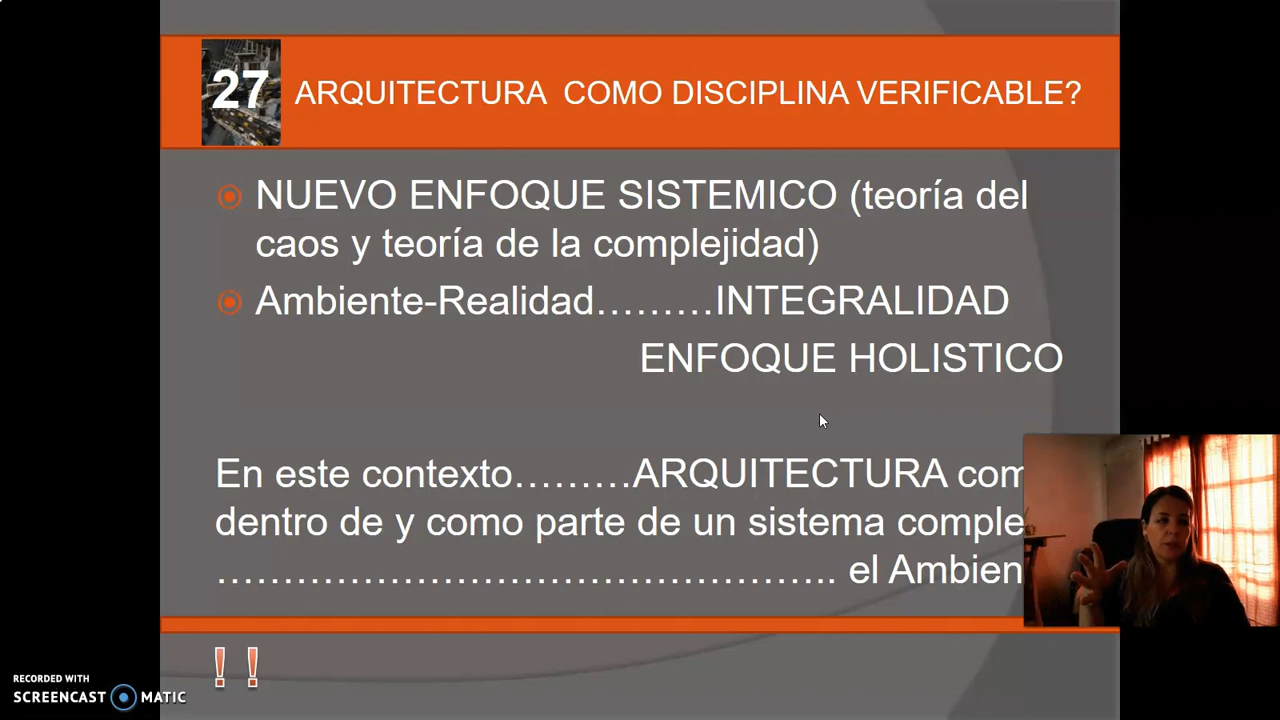 27 ARQUITECTURA COMO DISCIPLINA VERIFICABLE?
NUEVO ENFOQUE SISTEMICO (teoría del
caos y teoría de la complejidad)
Ambiente-Realidad………INTEGRALIDAD
ENFOQUE HOLISTICO
En este contexto………ARQUITECTURA com
dentro de y como parte de un sistema comple
……………………………………………….. el Ambien
!!
RECORDED WITH
SCREENCAST MATIC